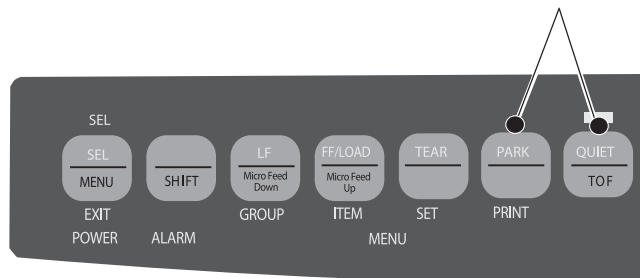 SEL
SEL LF FF/LOAD TEAR PARK QUIET
MENU SHIFT Micro Feed Down Micro Feed Up TOF
EXIT GROUP ITEM SET PRINT
POWER ALARM MENU